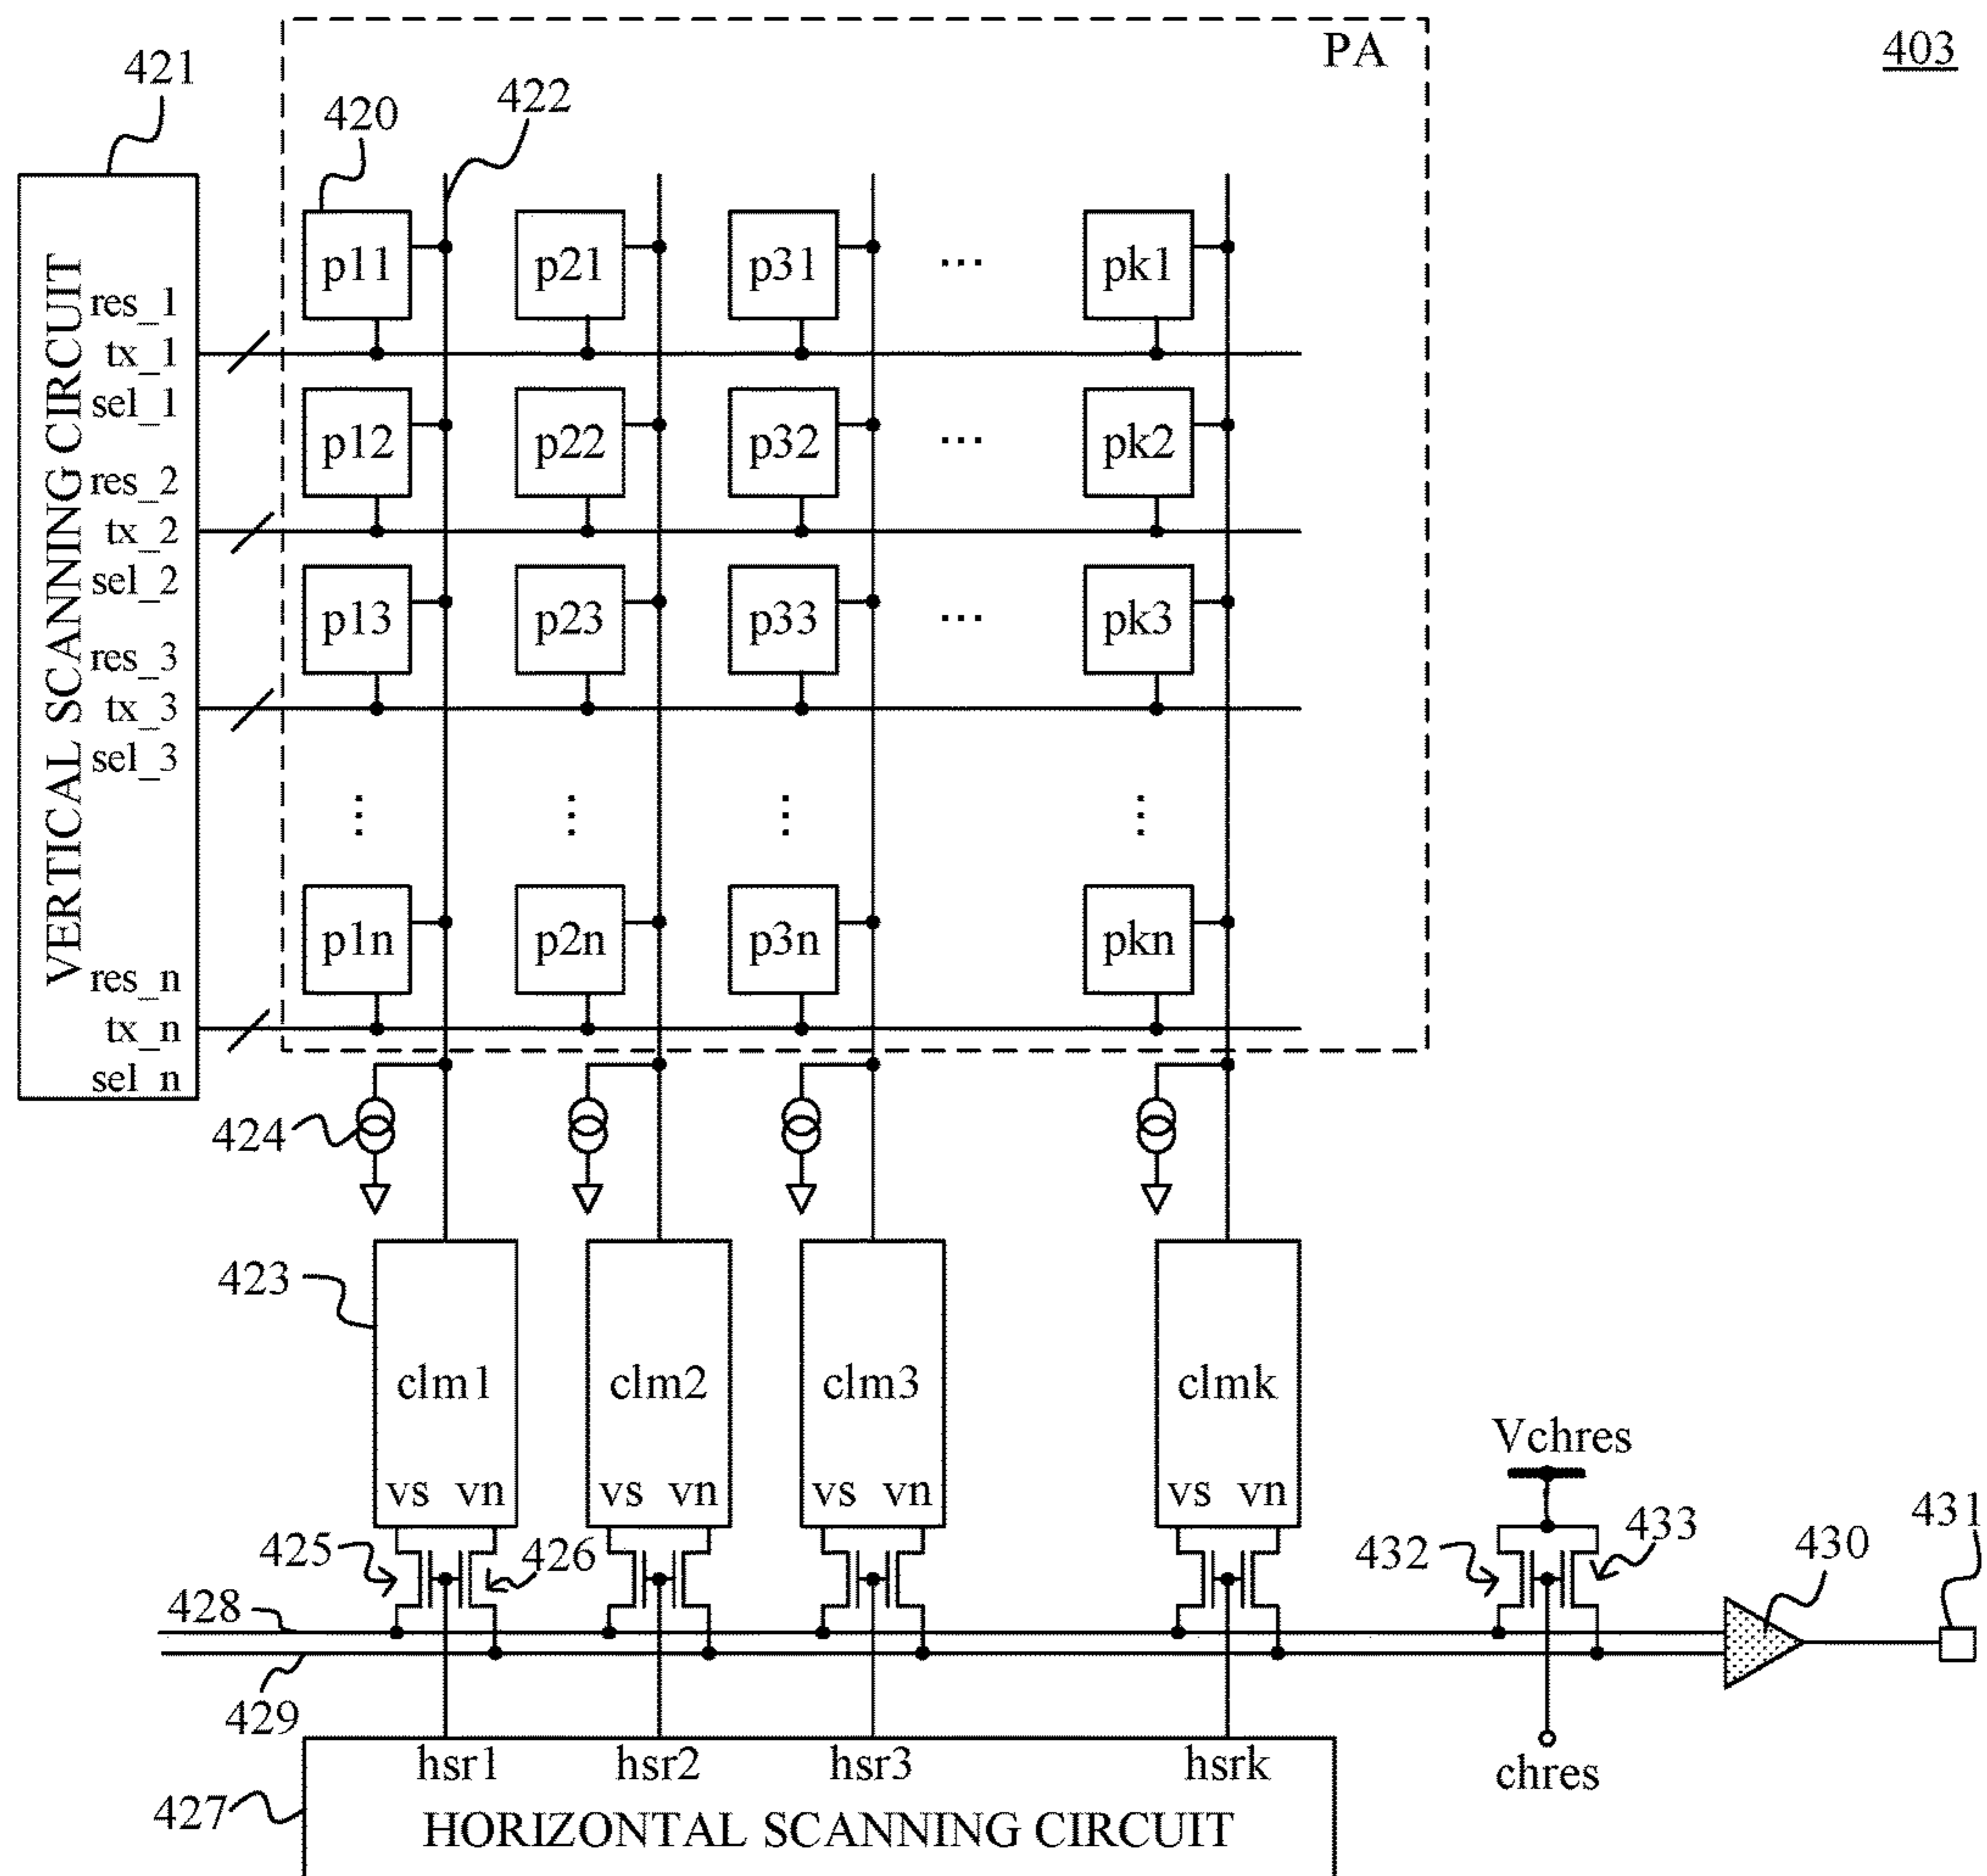 PA
403
421
422
420
VERTICAL SCANNING CIRCUIT
p11 p21 p31 ... pk1
res_1
tx_1
sel_1
p12 p22 p32 ... pk2
res_2
tx_2
sel_2
p13 p23 p33 ... pk3
res_3
tx_3
sel_3
p1n p2n p3n pkn
res_n
tx_n
sel_n
424
423
clm1 clm2 clm3 clmk
Vchres
vs vn vs vn vs vn vs vn
425 426 432 433 430 431
428
429
hsr1 hsr2 hsr3 hsrk
chres
427
HORIZONTAL SCANNING CIRCUIT